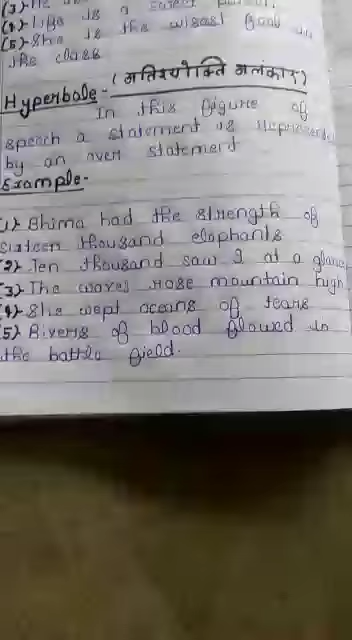 (4) Life is a
(5) She is the wisest fool in
the class
Hyperbole - (अतिशयोक्ति अलंकार)
In this figure of
speech a statement is
by an over statement
Example-
(1) Bhima had the strength of
sixteen thousand elephants
(2) Ten thousand saw I at a glance
(3) The waves rose mountain high
(4) She wept oceans of tears
(5) Rivers of blood flowed in
the battle field.